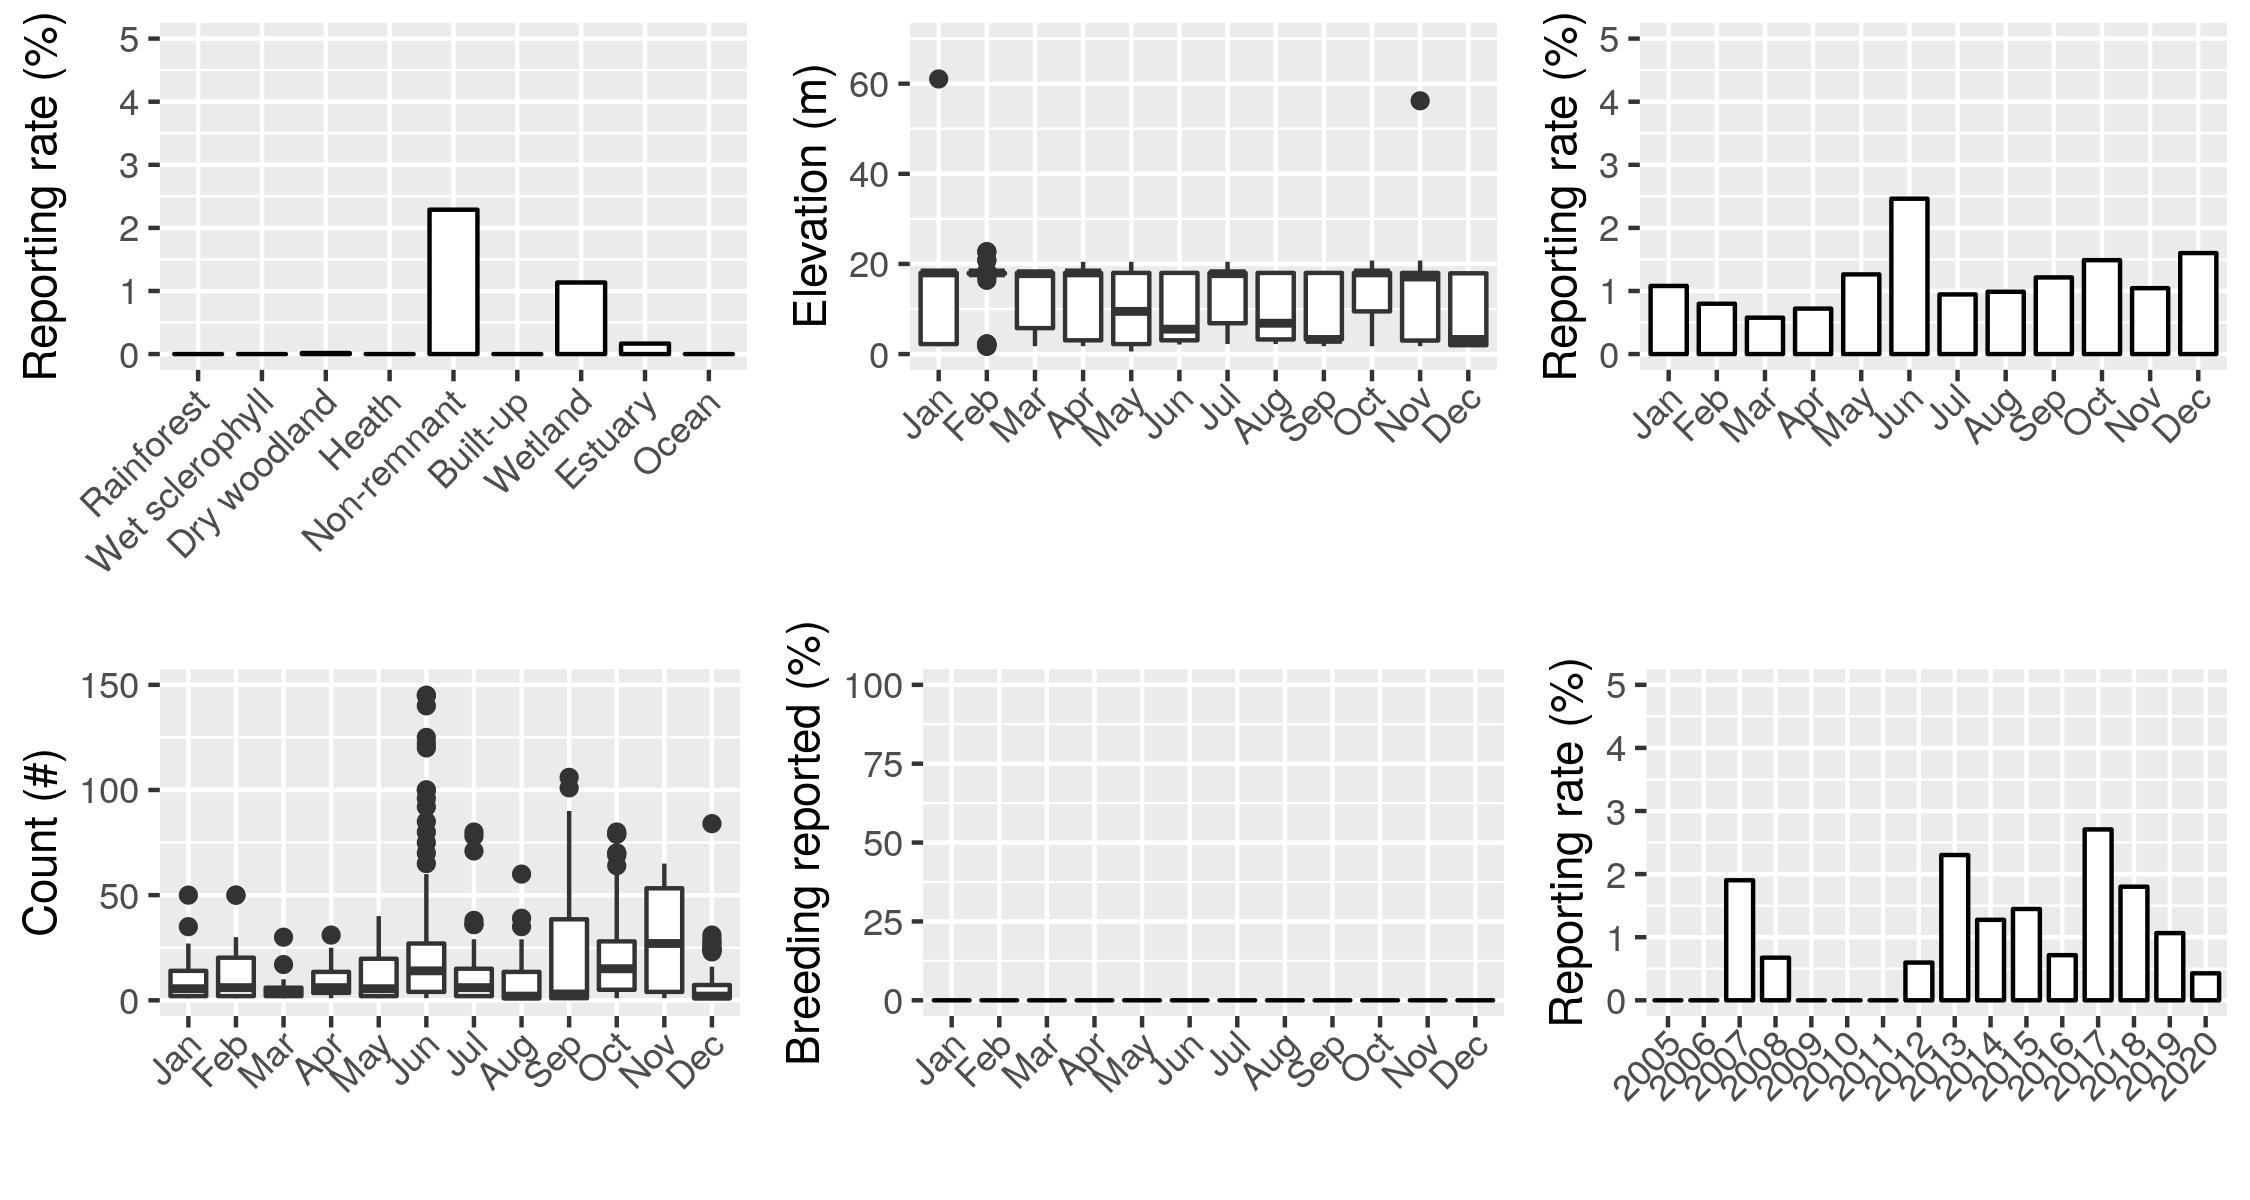 Reporting rate (%)
5
4
3
2
1
0
Rainforest
Wet sclerophyll
Dry woodland
Heath
Non-remnant
Built-up
Wetland
Estuary
Ocean
Elevation (m)
60
40
20
0
Jan
Feb
Mar
Apr
May
Jun
Jul
Aug
Sep
Oct
Nov
Dec
Reporting rate (%)
5
4
3
2
1
0
Jan
Feb
Mar
Apr
May
Jun
Jul
Aug
Sep
Oct
Nov
Dec
Count (#)
150
100
50
0
Jan
Feb
Mar
Apr
May
Jun
Jul
Aug
Sep
Oct
Nov
Dec
Breeding reported (%)
100
75
50
25
0
Jan
Feb
Mar
Apr
May
Jun
Jul
Aug
Sep
Oct
Nov
Dec
Reporting rate (%)
5
4
3
2
1
0
2005
2006
2007
2008
2009
2010
2011
2012
2013
2014
2015
2016
2017
2018
2019
2020